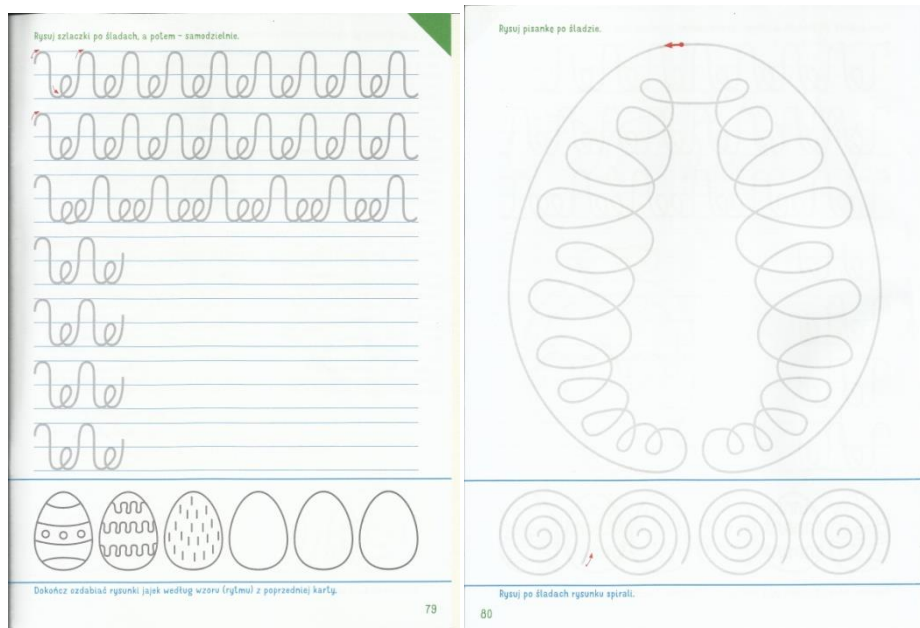 Rysuj szlaczki po śladach, a potem – samodzielnie.
Dokończ ozdabiać rysunki jajek według wzoru (rytmu) z poprzedniej karty.
79
Rysuj pisankę po śladzie.
Rysuj po śladach rysunku spirali.
80